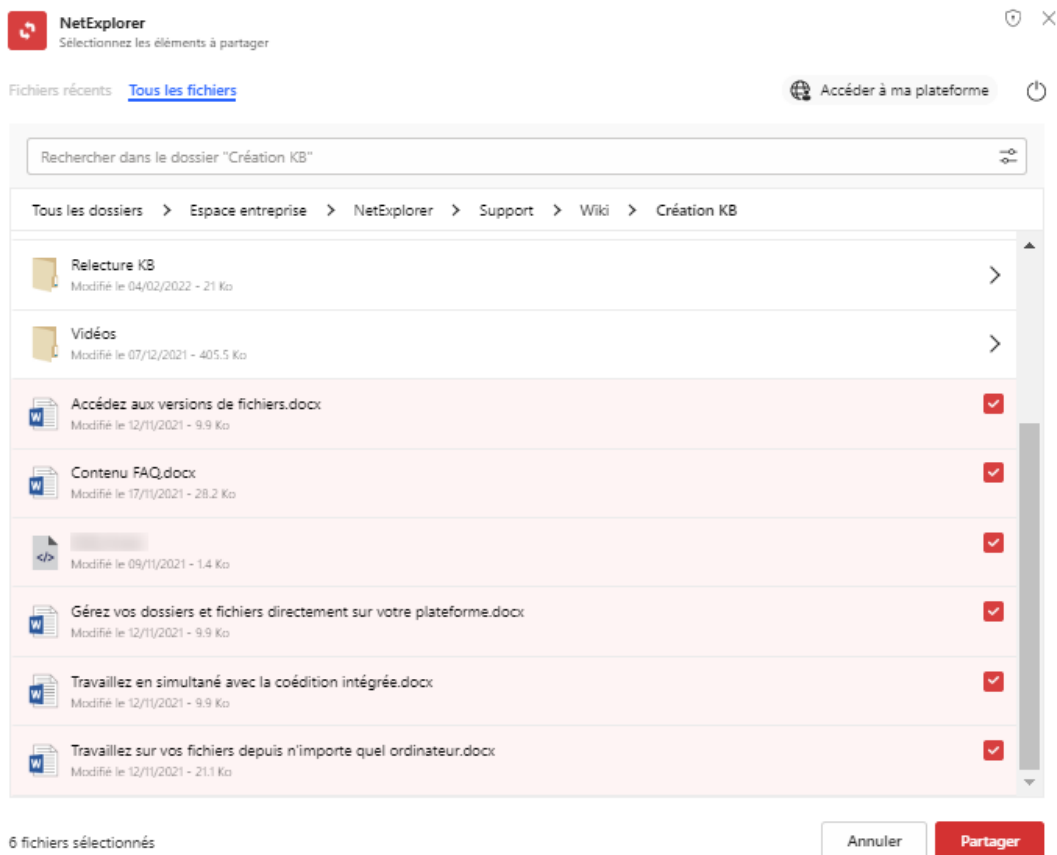 NetExplorer
Sélectionnez les éléments à partager
Fichiers récents Tous les fichiers
Accéder à ma plateforme
Rechercher dans le dossier "Création KB"
Tous les dossiers > Espace entreprise > NetExplorer > Support > Wiki > Création KB
Relecture KB
Modifié le 04/02/2022 - 21 Ko
Vidéos
Modifié le 07/12/2021 - 405.5 Ko
Accédez aux versions de fichiers.docx
Modifié le 12/11/2021 - 9.9 Ko
Contenu FAQ.docx
Modifié le 17/11/2021 - 28.2 Ko
</>
Modifié le 09/11/2021 - 1.4 Ko
Gérez vos dossiers et fichiers directement sur votre plateforme.docx
Modifié le 12/11/2021 - 9.9 Ko
Travaillez en simultané avec la coédition intégrée.docx
Modifié le 12/11/2021 - 9.9 Ko
Travaillez sur vos fichiers depuis n'importe quel ordinateur.docx
Modifié le 12/11/2021 - 21.1 Ko
6 fichiers sélectionnés
Annuler
Partager